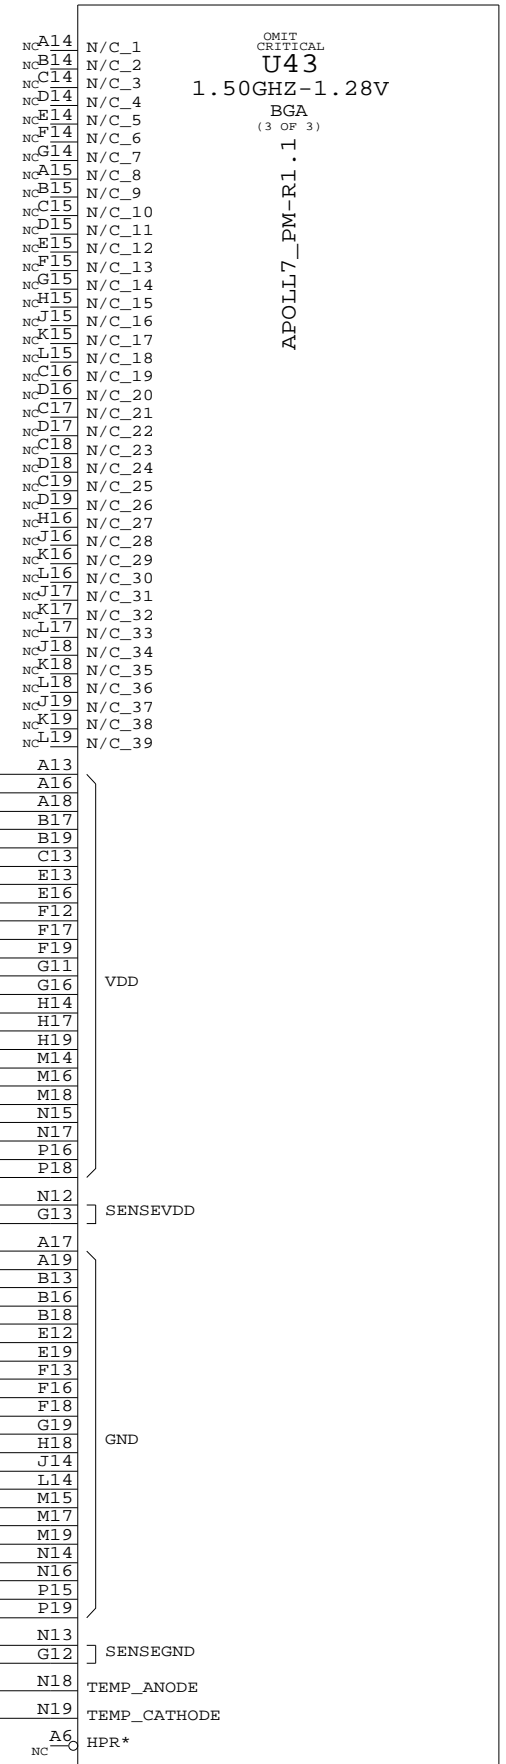 OMIT
CRITICAL
U43
1.50GHZ-1.28V
BGA
(3 OF 3)
APOLL7_PM-R1.1
NC A14 N/C_1
NC B14 N/C_2
NC C14 N/C_3
NC D14 N/C_4
NC E14 N/C_5
NC F14 N/C_6
NC G14 N/C_7
NC A15 N/C_8
NC B15 N/C_9
NC C15 N/C_10
NC D15 N/C_11
NC E15 N/C_12
NC F15 N/C_13
NC G15 N/C_14
NC H15 N/C_15
NC J15 N/C_16
NC K15 N/C_17
NC L15 N/C_18
NC C16 N/C_19
NC D16 N/C_20
NC C17 N/C_21
NC D17 N/C_22
NC C18 N/C_23
NC D18 N/C_24
NC C19 N/C_25
NC D19 N/C_26
NC H16 N/C_27
NC J16 N/C_28
NC K16 N/C_29
NC L16 N/C_30
NC J17 N/C_31
NC K17 N/C_32
NC L17 N/C_33
NC J18 N/C_34
NC K18 N/C_35
NC L18 N/C_36
NC J19 N/C_37
NC K19 N/C_38
NC L19 N/C_39
A13
A16
A18
B17
B19
C13
E13
E16
F12
F17
F19
G11
G16 VDD
H14
H17
H19
M14
M16
M18
N15
N17
P16
P18
N12
G13 SENSEVDD
A17
A19
B13
B16
B18
E12
E19
F13
F16
F18
G19
H18 GND
J14
L14
M15
M17
M19
N14
N16
P15
P19
N13
G12 SENSEGND
N18 TEMP_ANODE
N19 TEMP_CATHODE
NC A6 HPR*